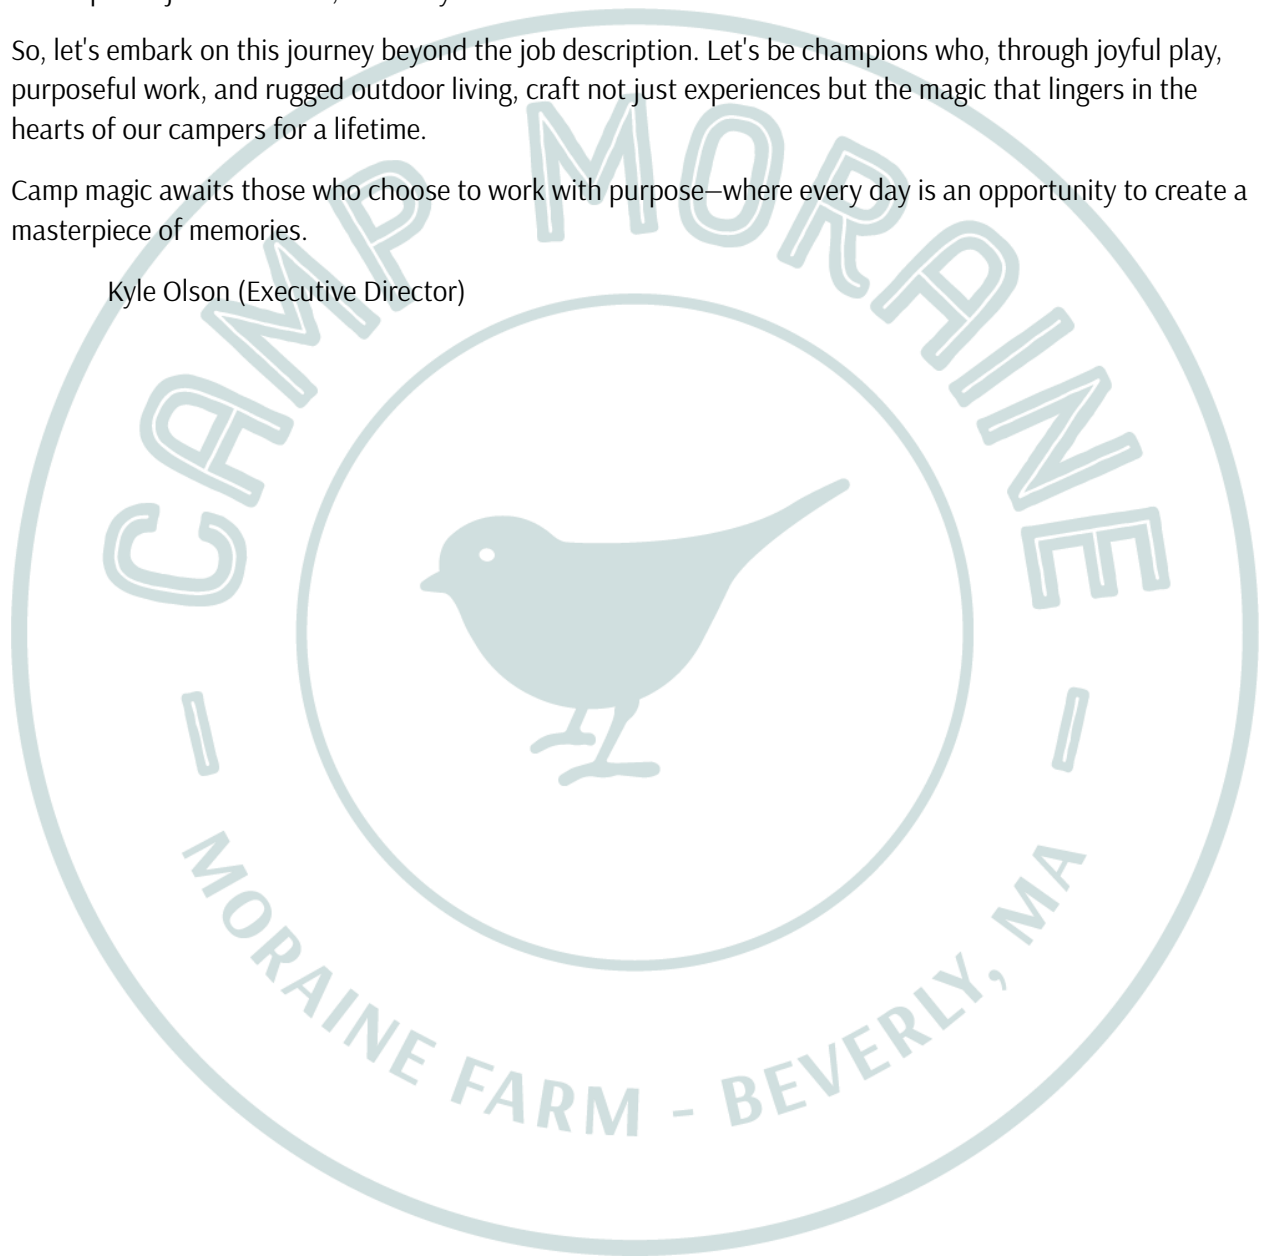 So, let's embark on this journey beyond the job description. Let's be champions who, through joyful play,
purposeful work, and rugged outdoor living, craft not just experiences but the magic that lingers in the
hearts of our campers for a lifetime.
Camp magic awaits those who choose to work with purpose—where every day is an opportunity to create a
masterpiece of memories.
Kyle Olson (Executive Director)
CAMP MORAINE
MORAINE FARM - BEVERLY, MA